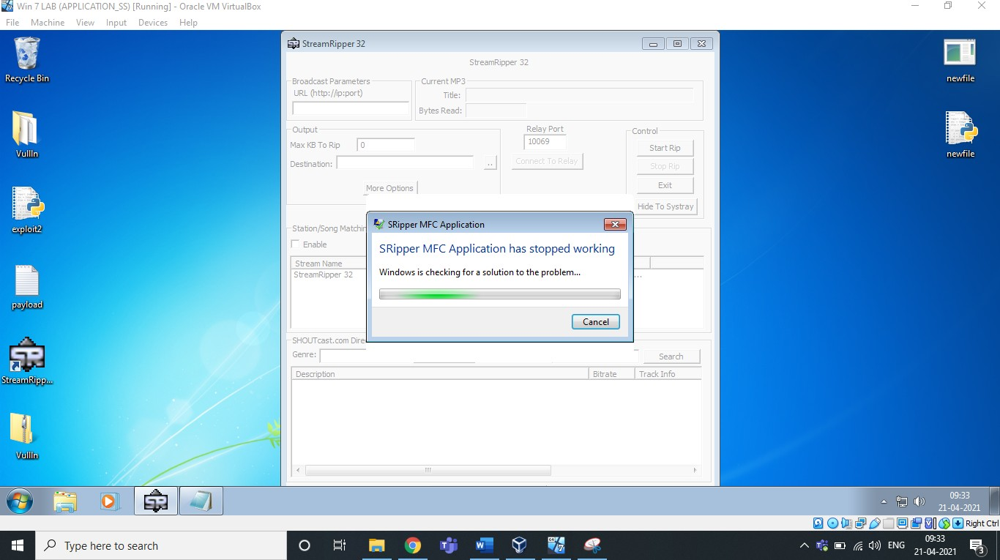 Win 7 LAB (APPLICATION_SS) [Running] - Oracle VM VirtualBox
File Machine View Input Devices Help
Recycle Bin
Vullln
exploit2
payload
StreamRipp...
Vullln
newfile
newfile
StreamRipper 32
StreamRipper 32
Broadcast Parameters
URL (http://ip:port)
Current MP3
Title:
Bytes Read:
Output
Max KB To Rip 0
Destination:
..
More Options
Relay Port
10069
Connect To Relay
Control
Start Rip
Stop Rip
Exit
Hide To Systray
Station/Song Matchin
Enable
Stream Name
StreamRipper 32
...
SRipper MFC Application
SRipper MFC Application has stopped working
Windows is checking for a solution to the problem...
Cancel
SHOUTcast.com Dire
Genre:
Search
Description Bitrate Track Info
09:33
21-04-2021
Right Ctrl
Type here to search
ENG
09:33
21-04-2021
3